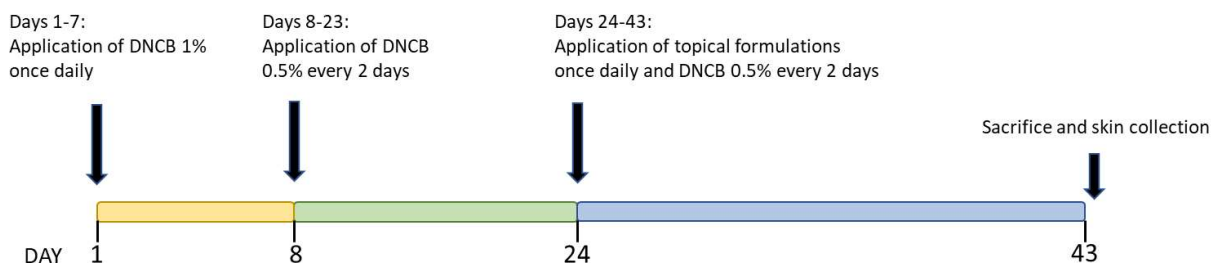 Days 1-7:
Application of DNCB 1%
once daily
Days 8-23:
Application of DNCB
0.5% every 2 days
Days 24-43:
Application of topical formulations
once daily and DNCB 0.5% every 2 days
Sacrifice and skin collection
DAY 1 8 24 43